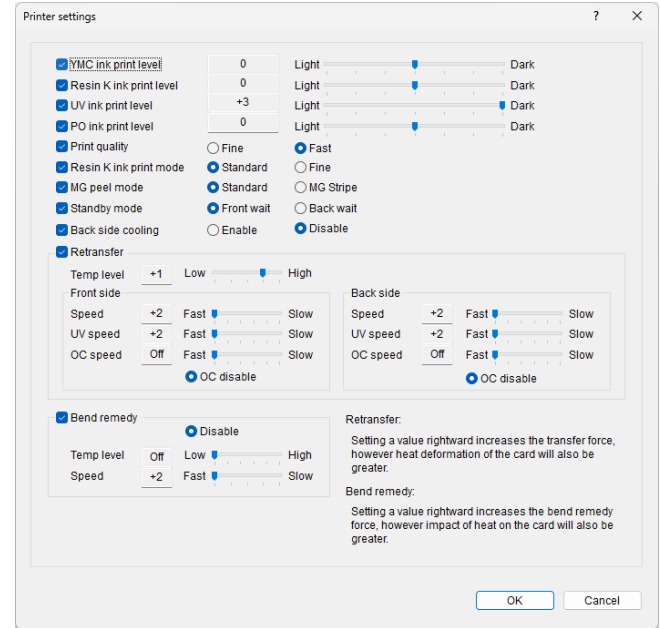 Printer settings ? ×
YMC ink print level 0 Light Dark
Resin K ink print level 0 Light Dark
UV ink print level +3 Light Dark
PO ink print level 0 Light Dark
Print quality Fine Fast
Resin K ink print mode Standard Fine
MG peel mode Standard MG Stripe
Standby mode Front wait Back wait
Back side cooling Enable Disable
Retransfer
Temp level +1 Low High
Front side Back side
Speed +2 Fast Slow Speed +2 Fast Slow
UV speed +2 Fast Slow UV speed +2 Fast Slow
OC speed Off Fast Slow OC speed Off Fast Slow
OC disable OC disable
Bend remedy
Disable
Temp level Off Low High
Speed +2 Fast Slow
Retransfer:
Setting a value rightward increases the transfer force,
however heat deformation of the card will also be
greater.
Bend remedy:
Setting a value rightward increases the bend remedy
force, however impact of heat on the card will also be
greater.
OK Cancel